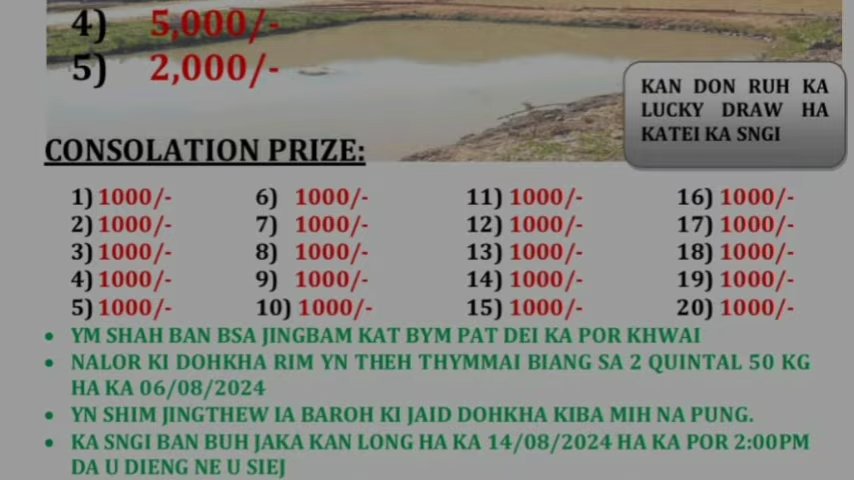 4) 5,000/-
5) 2,000/-
KAN DON RUH KA
LUCKY DRAW HA
KATEI KA SNGI
CONSOLATION PRIZE:
1) 1000/- 6) 1000/- 11) 1000/- 16) 1000/-
2) 1000/- 7) 1000/- 12) 1000/- 17) 1000/-
3) 1000/- 8) 1000/- 13) 1000/- 18) 1000/-
4) 1000/- 9) 1000/- 14) 1000/- 19) 1000/-
5) 1000/- 10) 1000/- 15) 1000/- 20) 1000/-
• YM SHAH BAN BSA JINGBAM KAT BYM PAT DEI KA POR KHWAI
• NALOR KI DOHKHA RIM YN THEH THYMMAI BIANG SA 2 QUINTAL 50 KG
HA KA 06/08/2024
• YN SHIM JINGTHEW IA BAROH KI JAID DOHKHA KIBA MIH NA PUNG.
• KA SNGI BAN BUH JAKA KAN LONG HA KA 14/08/2024 HA KA POR 2:00PM
DA U DIENG NE U SIEJ